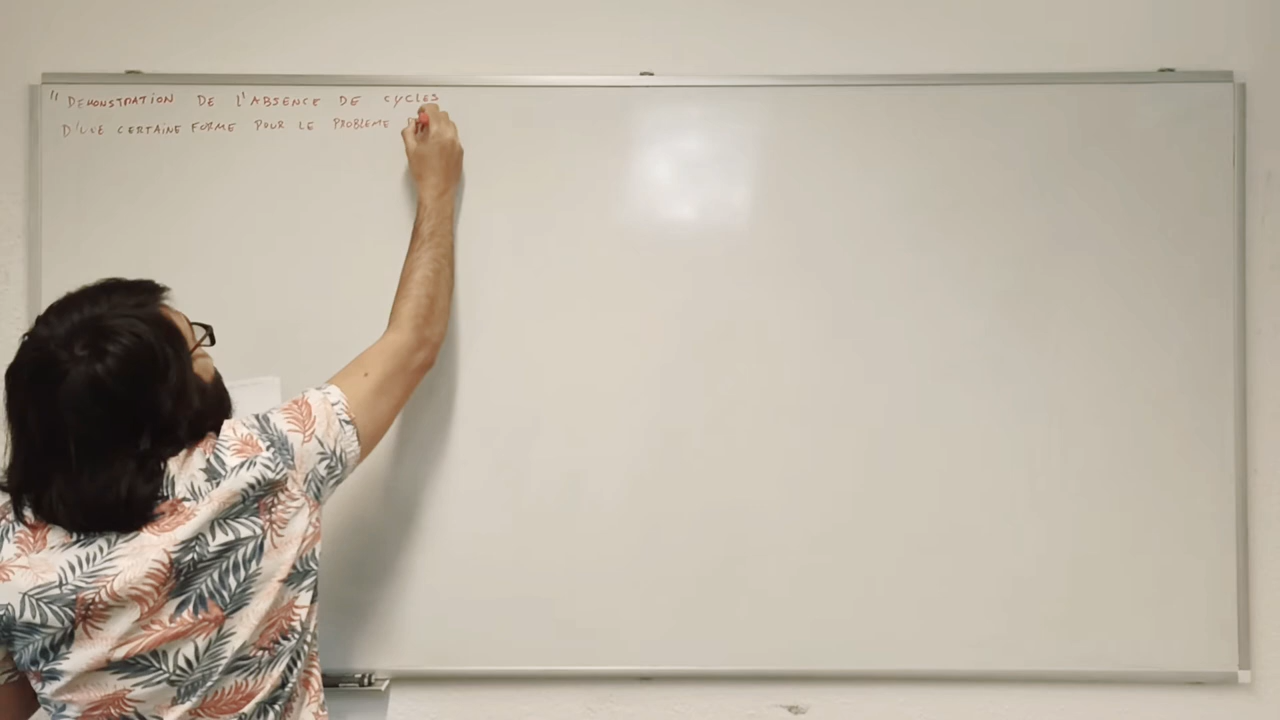 " DEMONSTRATION DE L'ABSENCE DE CYCLES
D'UNE CERTAINE FORME POUR LE PROBLEME